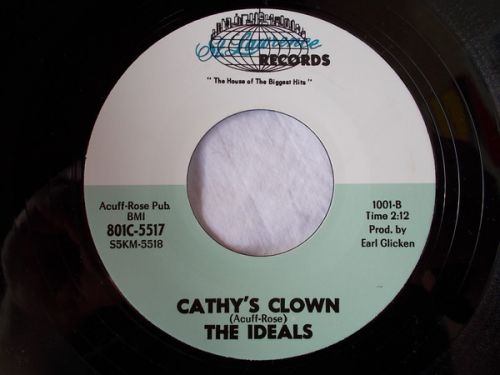 St. Lawrence
RECORDS
"The House of The Biggest Hits"
Acuff-Rose Pub.
BMI
801C-5517
S5KM-5518
1001-B
Time 2:12
Prod. by
Earl Glicken
CATHY'S CLOWN
(Acuff-Rose)
THE IDEALS